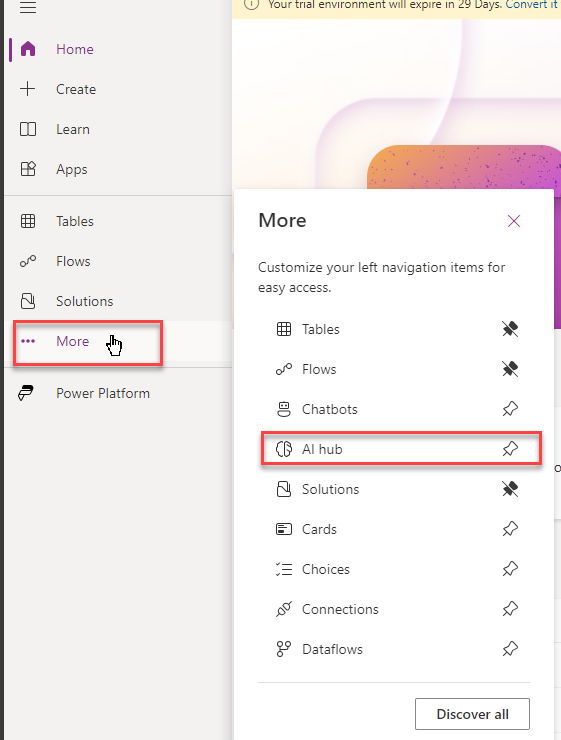 Your trial environment will expire in 29 Days. Convert it
Home
Create
Learn
Apps
Tables
Flows
Solutions
More
Power Platform
More
Customize your left navigation items for
easy access.
Tables
Flows
Chatbots
AI hub
Solutions
Cards
Choices
Connections
Dataflows
Discover all